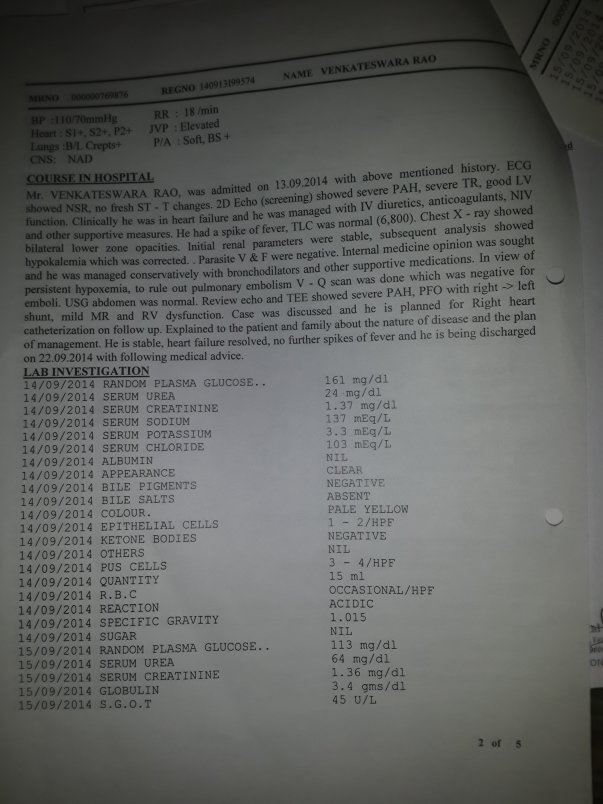 MRNO 000000769876 REGNO 140913199574 NAME VENKATESWARA RAO
BP :110/70mmHg RR : 18 /min
Heart : S1+, S2+, P2+ JVP : Elevated
Lungs :B/L Crepts+ P/A : Soft, BS +
CNS: NAD
COURSE IN HOSPITAL
Mr. VENKATESWARA RAO, was admitted on 13.09.2014 with above mentioned history. ECG
showed NSR, no fresh ST - T changes. 2D Echo (screening) showed severe PAH, severe TR, good LV
function. Clinically he was in heart failure and he was managed with IV diuretics, anticoagulants, NIV
and other supportive measures. He had a spike of fever, TLC was normal (6,800). Chest X - ray showed
bilateral lower zone opacities. Initial renal parameters were stable, subsequent analysis showed
hypokalemia which was corrected. . Parasite V & F were negative. Internal medicine opinion was sought
and he was managed conservatively with bronchodilators and other supportive medications. In view of
persistent hypoxemia, to rule out pulmonary embolism V - Q scan was done which was negative for
emboli. USG abdomen was normal. Review echo and TEE showed severe PAH, PFO with right -> left
shunt, mild MR and RV dysfunction. Case was discussed and he is planned for Right heart
catheterization on follow up. Explained to the patient and family about the nature of disease and the plan
of management. He is stable, heart failure resolved, no further spikes of fever and he is being discharged
on 22.09.2014 with following medical advice.
LAB INVESTIGATION
14/09/2014 RANDOM PLASMA GLUCOSE.. 161 mg/dl
14/09/2014 SERUM UREA 24 mg/dl
14/09/2014 SERUM CREATININE 1.37 mg/dl
14/09/2014 SERUM SODIUM 137 mEq/L
14/09/2014 SERUM POTASSIUM 3.3 mEq/L
14/09/2014 SERUM CHLORIDE 103 mEq/L
14/09/2014 ALBUMIN NIL
14/09/2014 APPEARANCE CLEAR
14/09/2014 BILE PIGMENTS NEGATIVE
14/09/2014 BILE SALTS ABSENT
14/09/2014 COLOUR. PALE YELLOW
14/09/2014 EPITHELIAL CELLS 1 - 2/HPF
14/09/2014 KETONE BODIES NEGATIVE
14/09/2014 OTHERS NIL
14/09/2014 PUS CELLS 3 - 4/HPF
14/09/2014 QUANTITY 15 ml
14/09/2014 R.B.C OCCASIONAL/HPF
14/09/2014 REACTION ACIDIC
14/09/2014 SPECIFIC GRAVITY 1.015
14/09/2014 SUGAR NIL
15/09/2014 RANDOM PLASMA GLUCOSE.. 113 mg/dl
15/09/2014 SERUM UREA 64 mg/dl
15/09/2014 SERUM CREATININE 1.36 mg/dl
15/09/2014 GLOBULIN 3.4 gms/dl
15/09/2014 S.G.O.T 45 U/L
2 of 5
MRNO
15/09/2014
15/09/2014
15/09/2014